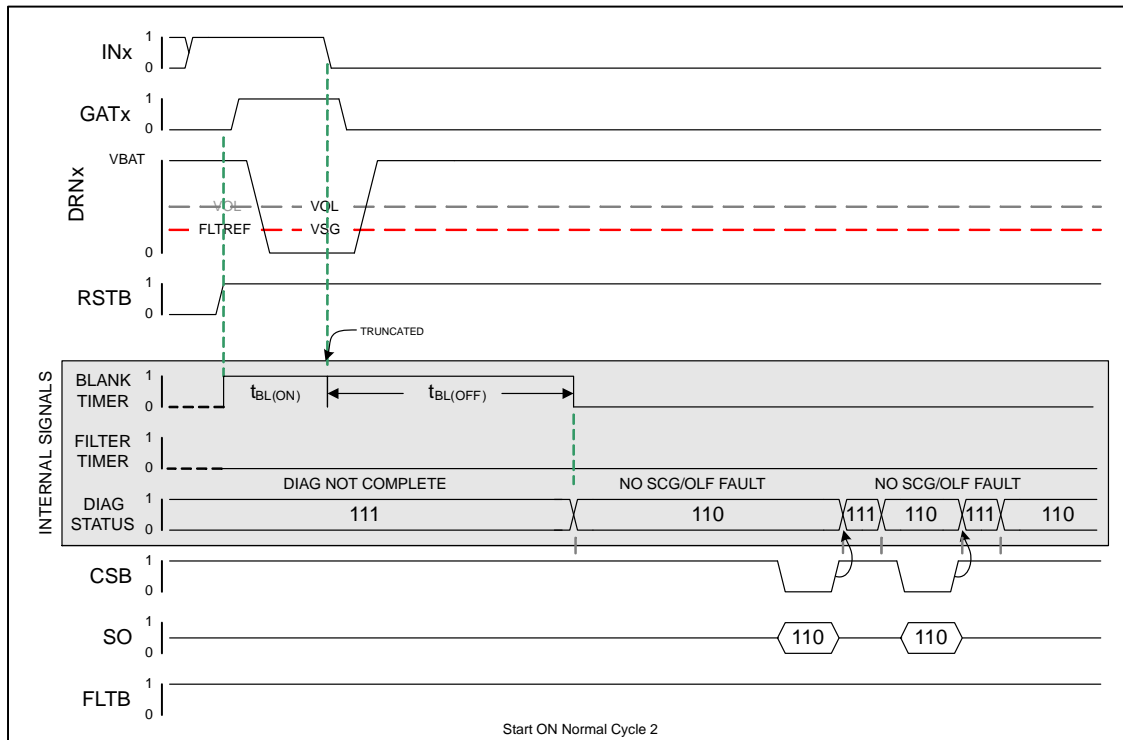 INx 1 0
GATx 1 0
DRNx VBAT 0
VOL VOL
FLTREF VSG
RSTB 1 0
TRUNCATED
INTERNAL SIGNALS
BLANK TIMER 1 0 tBL(ON) tBL(OFF)
FILTER TIMER 1 0
DIAG NOT COMPLETE NO SCG/OLF FAULT NO SCG/OLF FAULT
DIAG STATUS 1 0 111 110 111 110 111 110
CSB 1 0
SO 1 0 110 110
FLTB 1 0
Start ON Normal Cycle 2